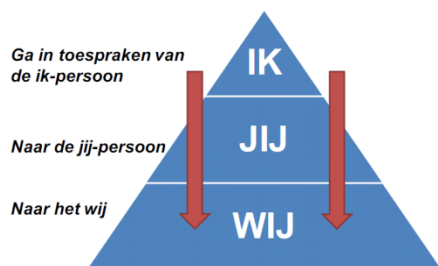 Ga in toespraken van
de ik-persoon
IK
Naar de jij-persoon
JIJ
Naar het wij
WIJ